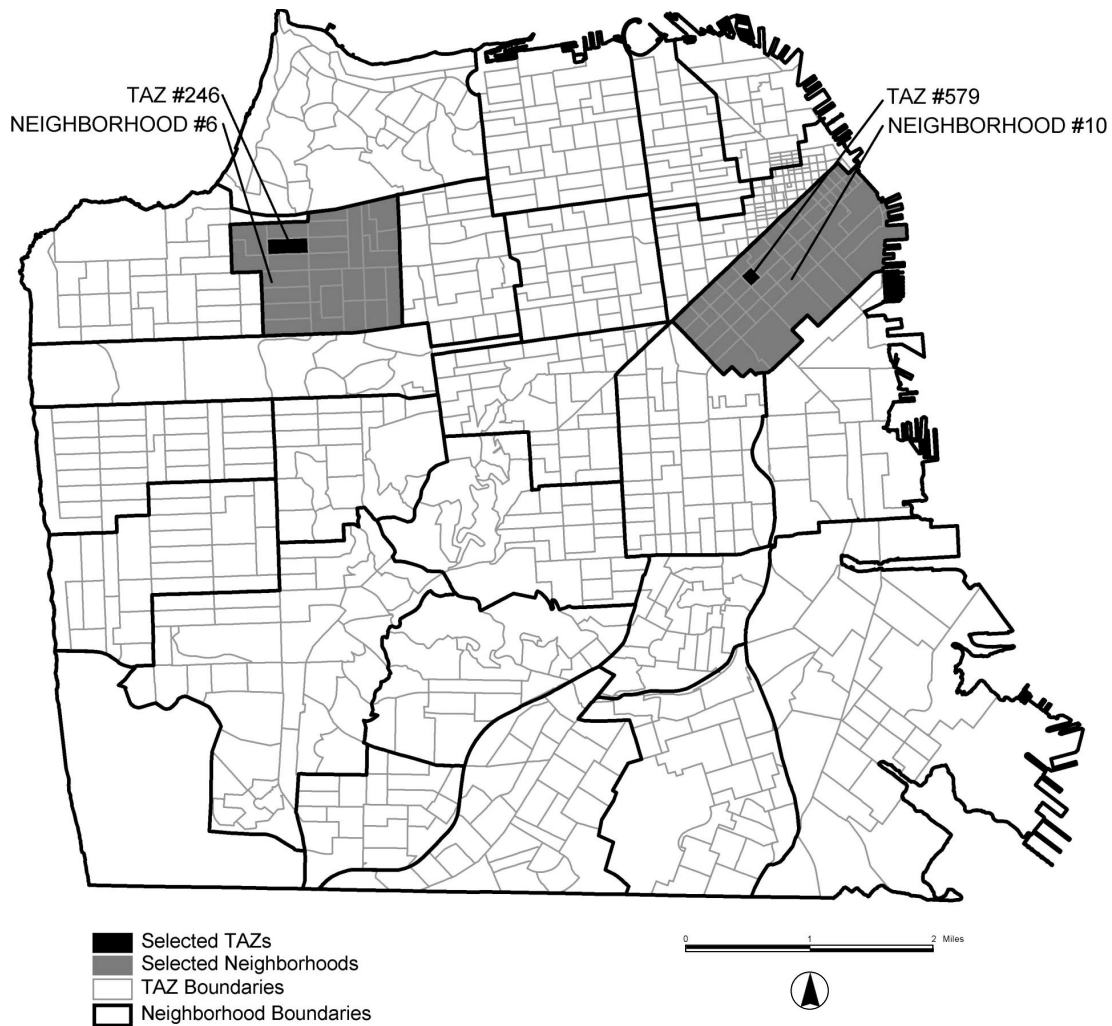 TAZ #246
NEIGHBORHOOD #6
TAZ #579
NEIGHBORHOOD #10
Selected TAZs
Selected Neighborhoods
TAZ Boundaries
Neighborhood Boundaries
0 1 2 Miles